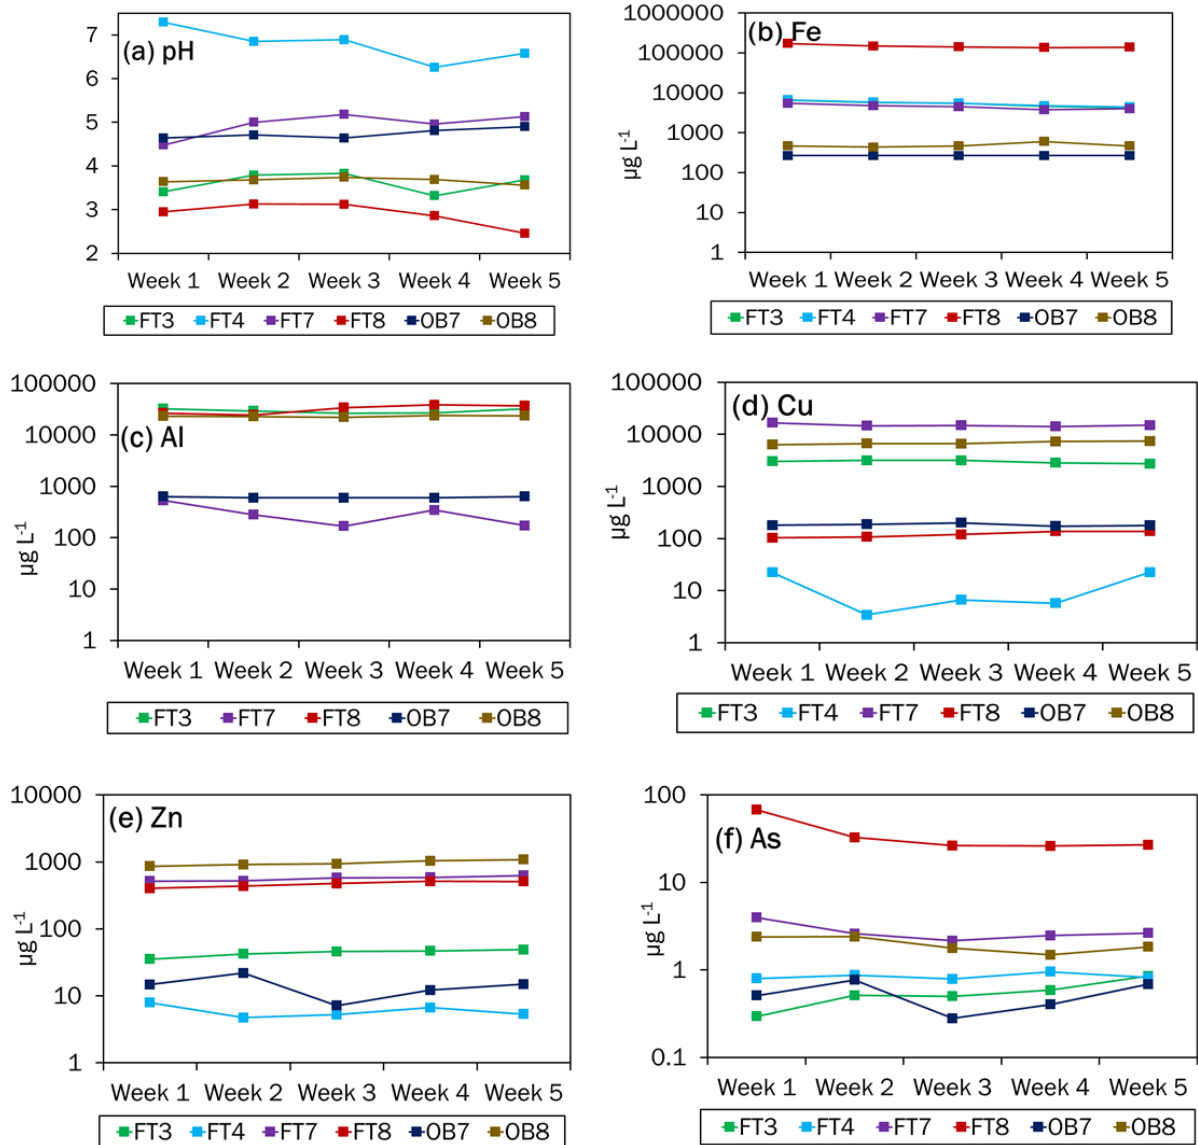 (a) pH
7
6
5
4
3
2
Week 1 Week 2 Week 3 Week 4 Week 5
FT3 FT4 FT7 FT8 OB7 OB8
(b) Fe
µg L-1
1000000
100000
10000
1000
100
10
1
Week 1 Week 2 Week 3 Week 4 Week 5
FT3 FT4 FT7 FT8 OB7 OB8
(c) Al
µg L-1
100000
10000
1000
100
10
1
Week 1 Week 2 Week 3 Week 4 Week 5
FT3 FT7 FT8 OB7 OB8
(d) Cu
µg L-1
100000
10000
1000
100
10
1
Week 1 Week 2 Week 3 Week 4 Week 5
FT3 FT4 FT7 FT8 OB7 OB8
(e) Zn
µg L-1
10000
1000
100
10
1
Week 1 Week 2 Week 3 Week 4 Week 5
FT3 FT4 FT7 FT8 OB7 OB8
(f) As
µg L-1
100
10
1
0.1
Week 1 Week 2 Week 3 Week 4 Week 5
FT3 FT4 FT7 FT8 OB7 OB8